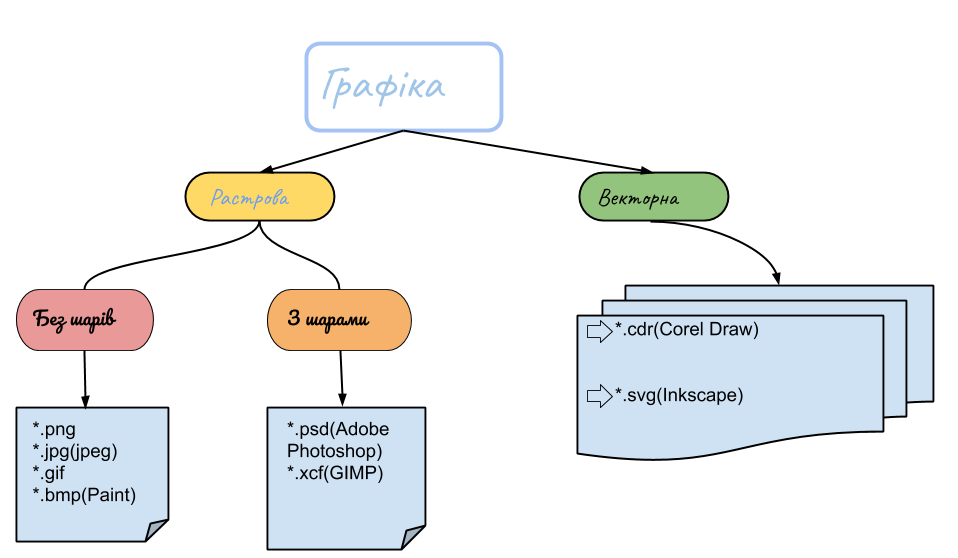 Графіка
Растрова
Векторна
Без шарів
З шарами
*.png
*.jpg(jpeg)
*.gif
*.bmp(Paint)
*.psd(Adobe
Photoshop)
*.xcf(GIMP)
*.cdr(Corel Draw)
*.svg(Inkscape)